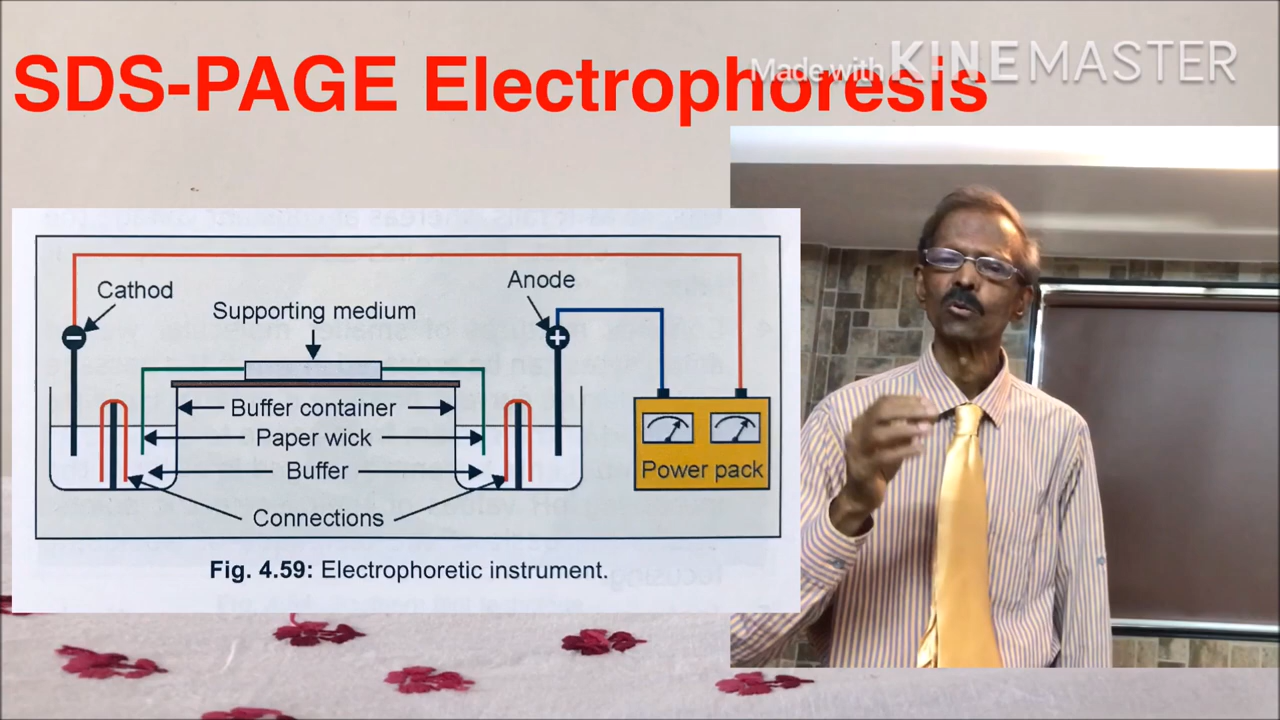 SDS-PAGE Electrophoresis
Made with KINEMASTER
Cathod
Anode
Supporting medium
Buffer container
Paper wick
Buffer
Power pack
Connections
Fig. 4.59: Electrophoretic instrument.